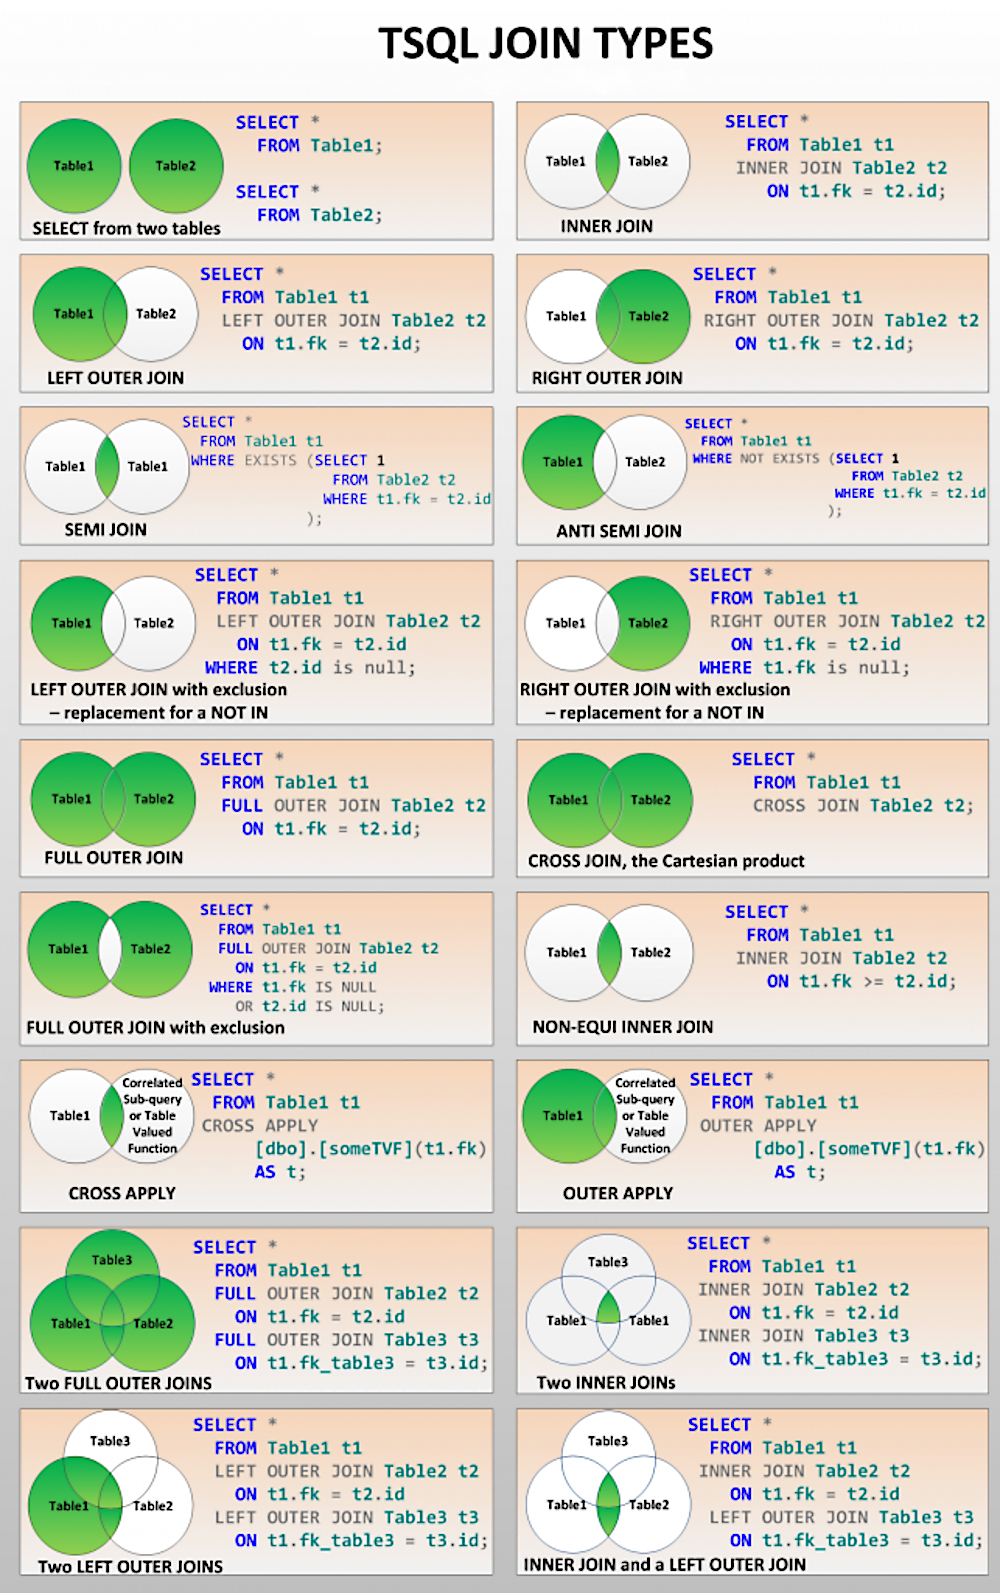 TSQL JOIN TYPES
Table1
Table2
SELECT *
FROM Table1;
SELECT *
FROM Table2;
SELECT from two tables
Table1
Table2
SELECT *
FROM Table1 t1
INNER JOIN Table2 t2
ON t1.fk = t2.id;
INNER JOIN
Table1
Table2
SELECT *
FROM Table1 t1
LEFT OUTER JOIN Table2 t2
ON t1.fk = t2.id;
LEFT OUTER JOIN
Table1
Table2
SELECT *
FROM Table1 t1
RIGHT OUTER JOIN Table2 t2
ON t1.fk = t2.id;
RIGHT OUTER JOIN
Table1
Table1
SELECT *
FROM Table1 t1
WHERE EXISTS (SELECT 1
FROM Table2 t2
WHERE t1.fk = t2.id
);
SEMI JOIN
Table1
Table2
SELECT *
FROM Table1 t1
WHERE NOT EXISTS (SELECT 1
FROM Table2 t2
WHERE t1.fk = t2.id
);
ANTI SEMI JOIN
Table1
Table2
SELECT *
FROM Table1 t1
LEFT OUTER JOIN Table2 t2
ON t1.fk = t2.id
WHERE t2.id is null;
LEFT OUTER JOIN with exclusion
– replacement for a NOT IN
Table1
Table2
SELECT *
FROM Table1 t1
RIGHT OUTER JOIN Table2 t2
ON t1.fk = t2.id
WHERE t1.fk is null;
RIGHT OUTER JOIN with exclusion
– replacement for a NOT IN
Table1
Table2
SELECT *
FROM Table1 t1
FULL OUTER JOIN Table2 t2
ON t1.fk = t2.id;
FULL OUTER JOIN
Table1
Table2
SELECT *
FROM Table1 t1
CROSS JOIN Table2 t2;
CROSS JOIN, the Cartesian product
Table1
Table2
SELECT *
FROM Table1 t1
FULL OUTER JOIN Table2 t2
ON t1.fk = t2.id
WHERE t1.fk IS NULL
OR t2.id IS NULL;
FULL OUTER JOIN with exclusion
Table1
Table2
SELECT *
FROM Table1 t1
INNER JOIN Table2 t2
ON t1.fk >= t2.id;
NON-EQUI INNER JOIN
Table1
Correlated
Sub-query
or Table
Valued
Function
SELECT *
FROM Table1 t1
CROSS APPLY
[dbo].[someTVF](t1.fk)
AS t;
CROSS APPLY
Table1
Correlated
Sub-query
or Table
Valued
Function
SELECT *
FROM Table1 t1
OUTER APPLY
[dbo].[someTVF](t1.fk)
AS t;
OUTER APPLY
Table3
Table1
Table2
SELECT *
FROM Table1 t1
FULL OUTER JOIN Table2 t2
ON t1.fk = t2.id
FULL OUTER JOIN Table3 t3
ON t1.fk_table3 = t3.id;
Two FULL OUTER JOINS
Table3
Table1
Table1
SELECT *
FROM Table1 t1
INNER JOIN Table2 t2
ON t1.fk = t2.id
INNER JOIN Table3 t3
ON t1.fk_table3 = t3.id;
Two INNER JOINs
Table3
Table1
Table2
SELECT *
FROM Table1 t1
LEFT OUTER JOIN Table2 t2
ON t1.fk = t2.id
LEFT OUTER JOIN Table3 t3
ON t1.fk_table3 = t3.id;
Two LEFT OUTER JOINS
Table3
Table1
Table2
SELECT *
FROM Table1 t1
INNER JOIN Table2 t2
ON t1.fk = t2.id
LEFT OUTER JOIN Table3 t3
ON t1.fk_table3 = t3.id;
INNER JOIN and a LEFT OUTER JOIN